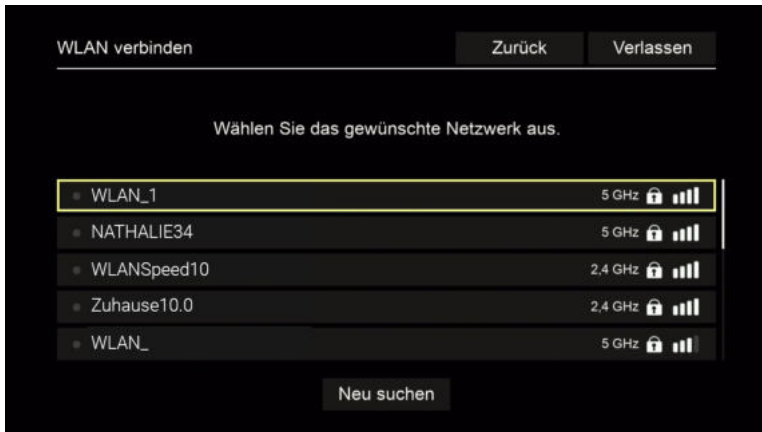 WLAN verbinden Zurück Verlassen
Wählen Sie das gewünschte Netzwerk aus.
WLAN_1 5 GHz
NATHALIE34 5 GHz
WLANSpeed10 2,4 GHz
Zuhause10.0 2,4 GHz
WLAN_ 5 GHz
Neu suchen